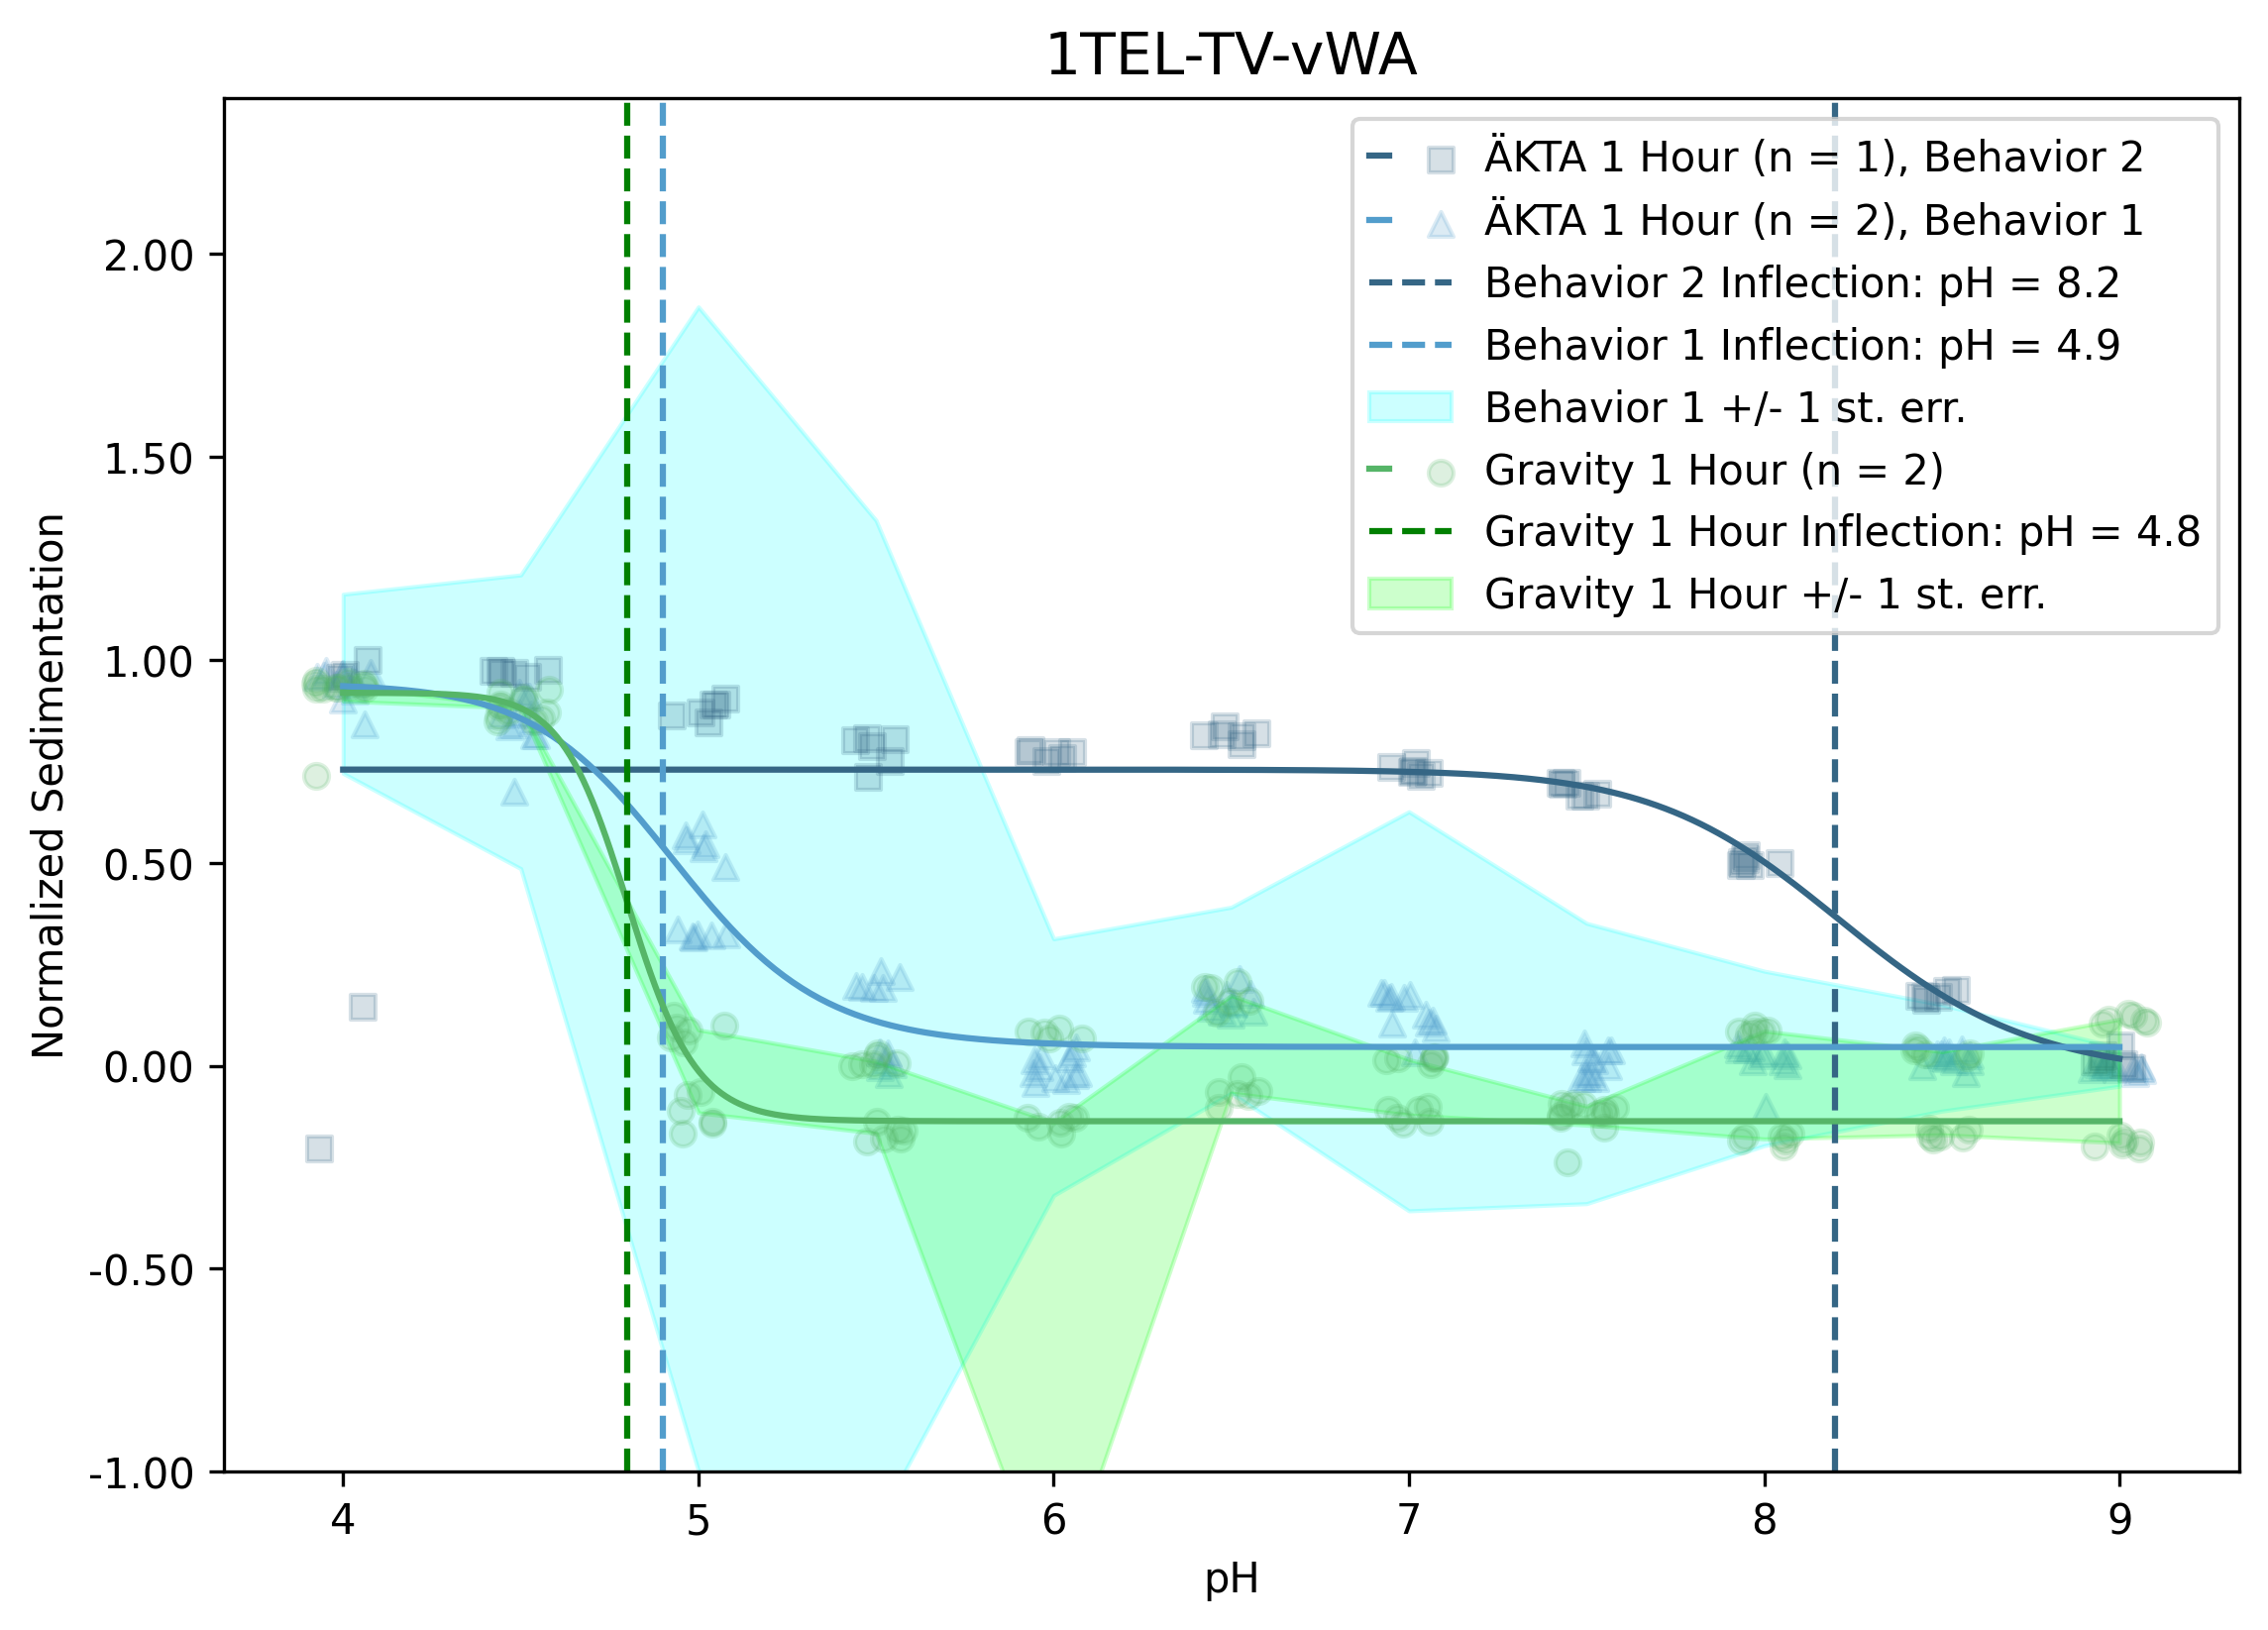 1TEL-TV-vWA
ÄKTA 1 Hour (n = 1), Behavior 2
ÄKTA 1 Hour (n = 2), Behavior 1
Behavior 2 Inflection: pH = 8.2
Behavior 1 Inflection: pH = 4.9
Behavior 1 +/- 1 st. err.
Gravity 1 Hour (n = 2)
Gravity 1 Hour Inflection: pH = 4.8
Gravity 1 Hour +/- 1 st. err.
Normalized Sedimentation
2.00
1.50
1.00
0.50
0.00
-0.50
-1.00
4 5 6 7 8 9
pH